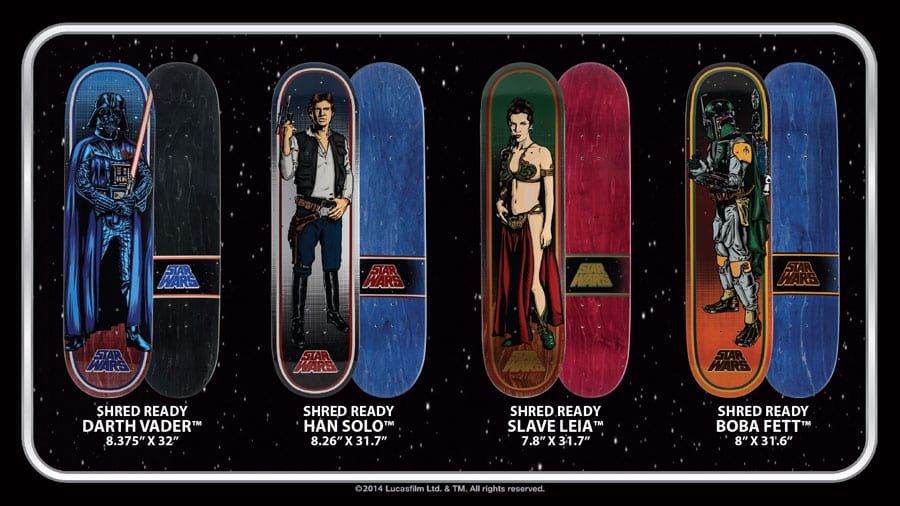 STAR
WARS
STAR
WARS
SHRED READY
DARTH VADER™
8.375” X 32”
STAR
WARS
STAR
WARS
SHRED READY
HAN SOLO™
8.26” X 31.7”
STAR
WARS
STAR
WARS
SHRED READY
SLAVE LEIA™
7.8” X 31.7”
STAR
WARS
STAR
WARS
SHRED READY
BOBA FETT™
8” X 31.6”
©2014 Lucasfilm Ltd. & TM. All rights reserved.